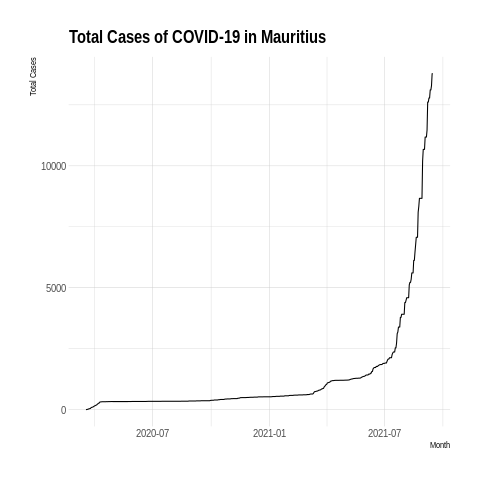 Total Cases of COVID-19 in Mauritius
Total Cases
10000
5000
0
2020-07
2021-01
2021-07
Month